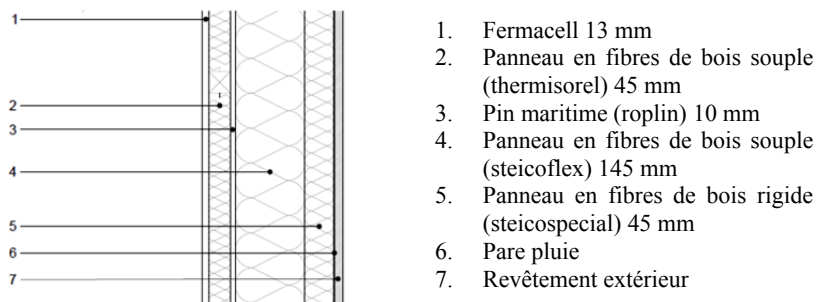 1
2
3
4
5
6
7
1. Fermacell 13 mm
2. Panneau en fibres de bois souple
(thermisorel) 45 mm
3. Pin maritime (roplin) 10 mm
4. Panneau en fibres de bois souple
(steicoflex) 145 mm
5. Panneau en fibres de bois rigide
(steicospecial) 45 mm
6. Pare pluie
7. Revêtement extérieur